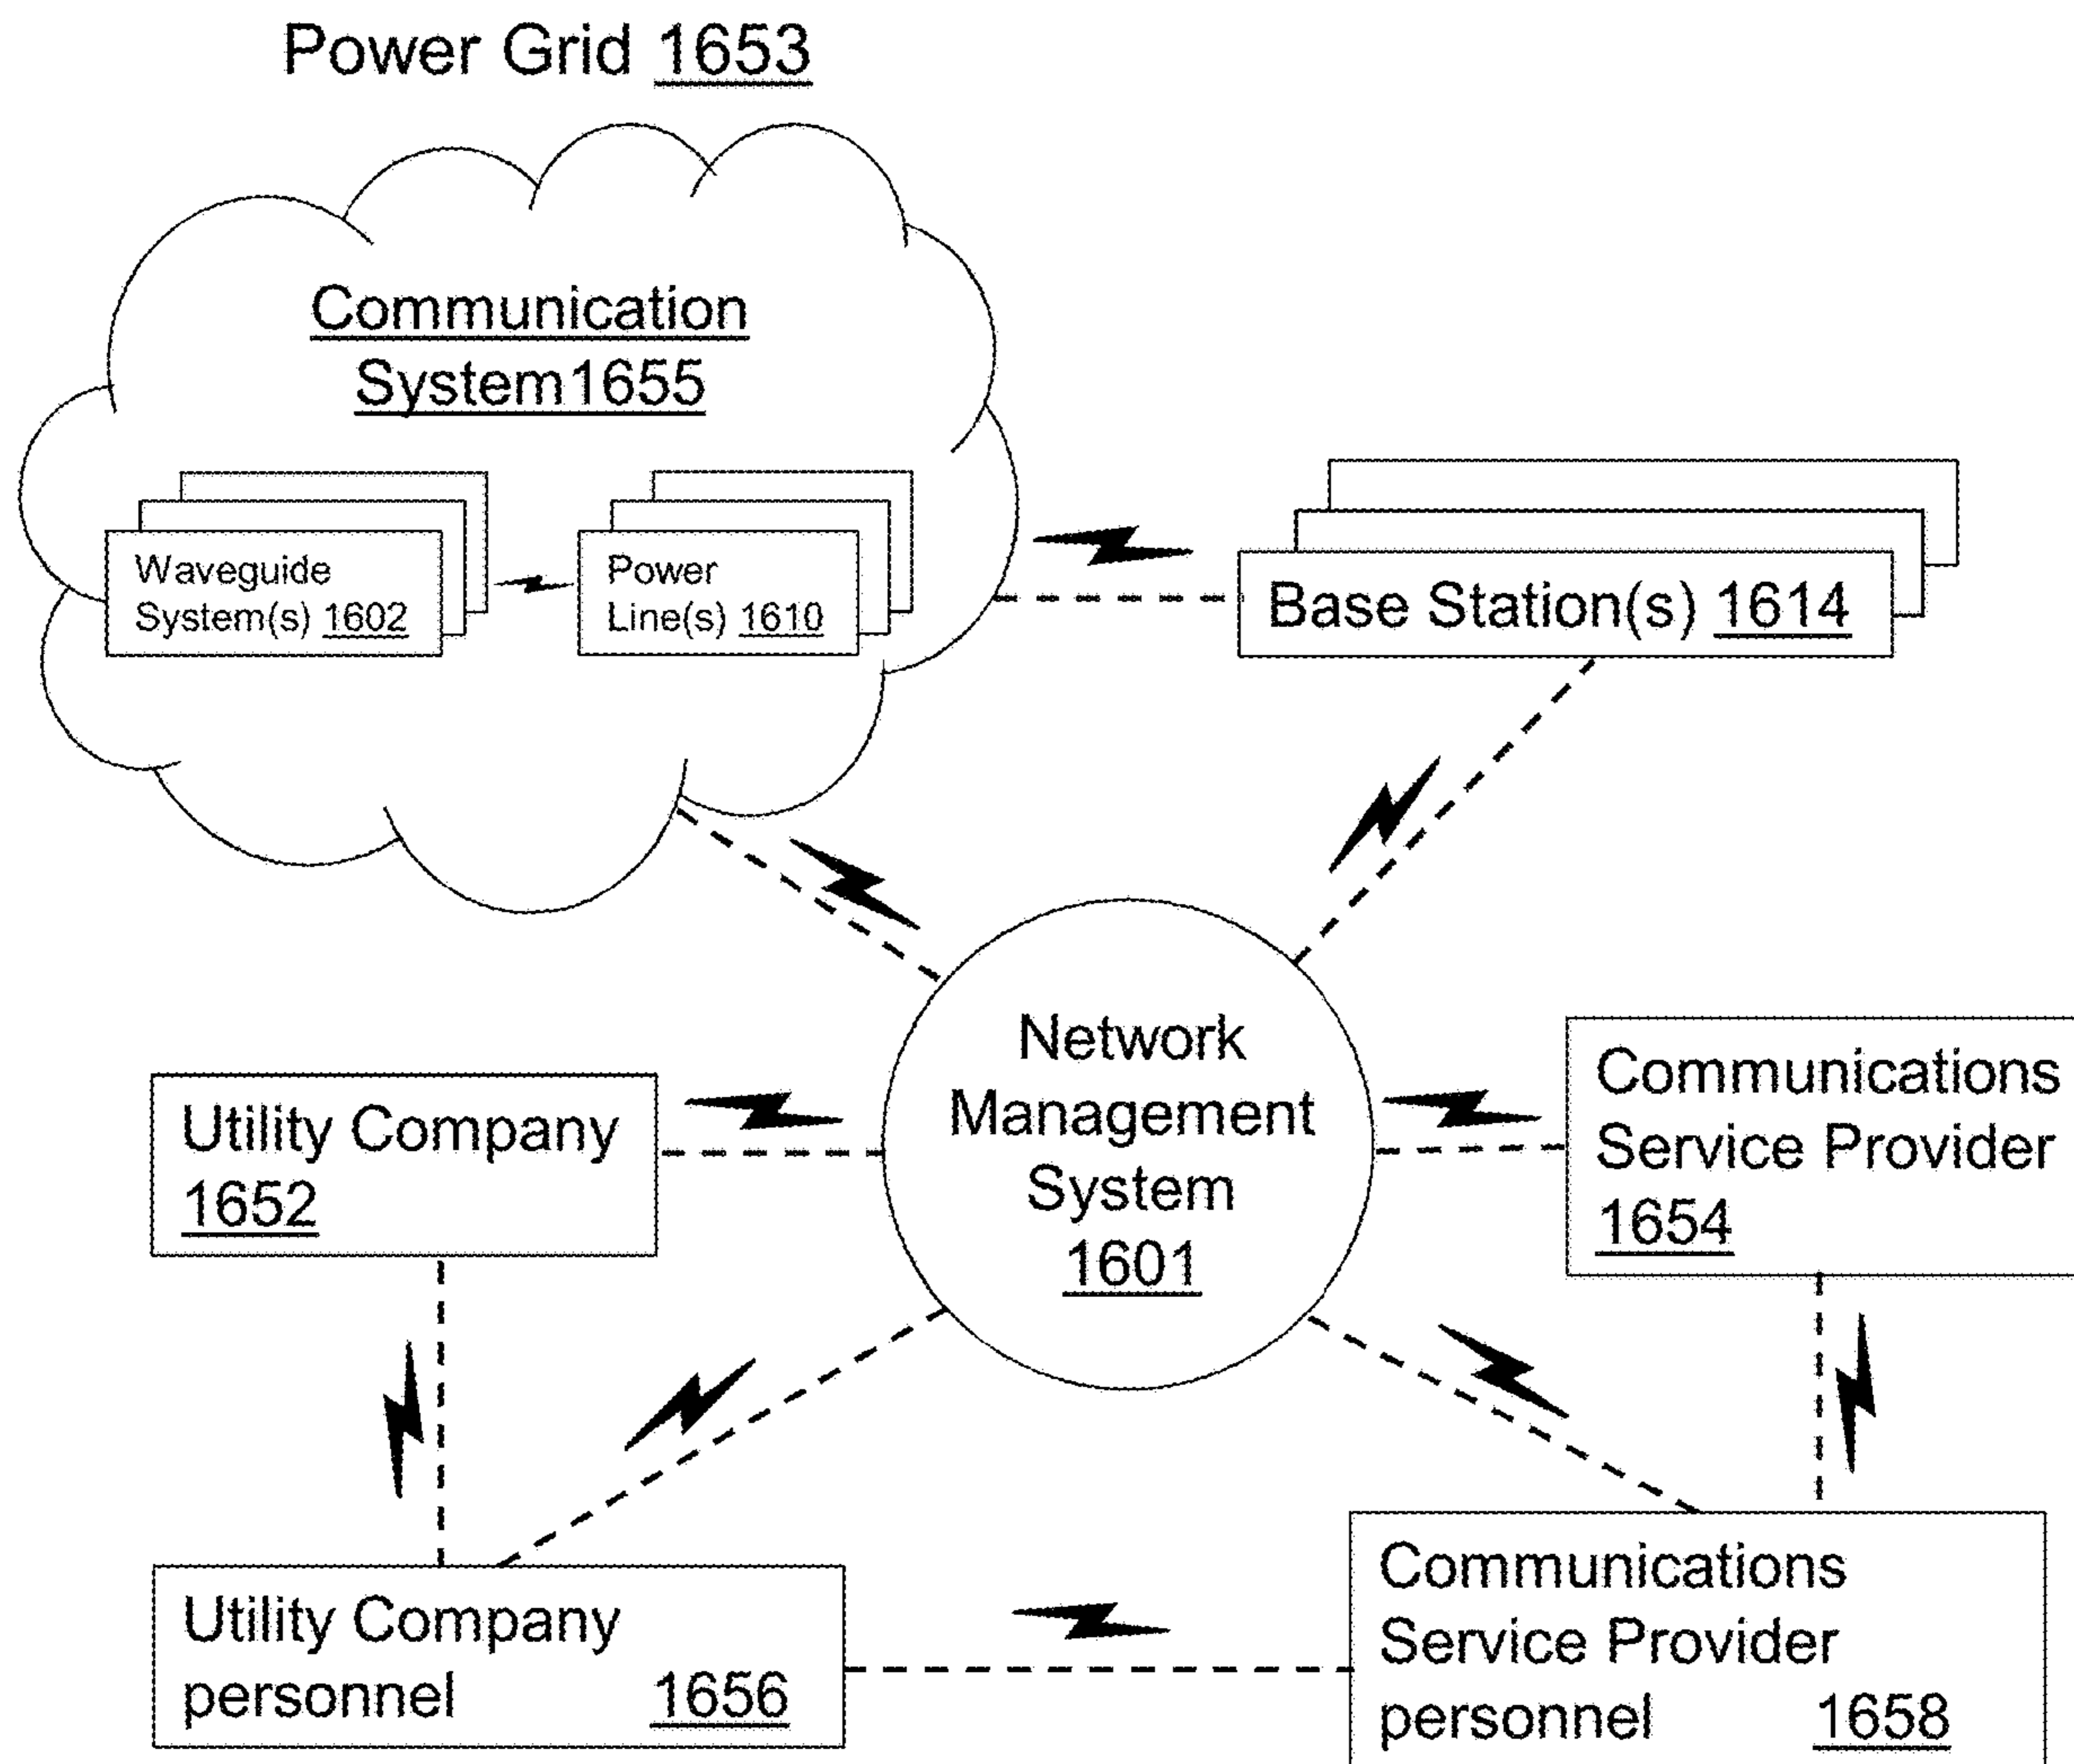 Power Grid 1653
Communication
System1655
Waveguide
System(s) 1602
Power
Line(s) 1610
Base Station(s) 1614
Network
Management
System
1601
Utility Company
1652
Communications
Service Provider
1654
Utility Company
personnel 1656
Communications
Service Provider
personnel 1658